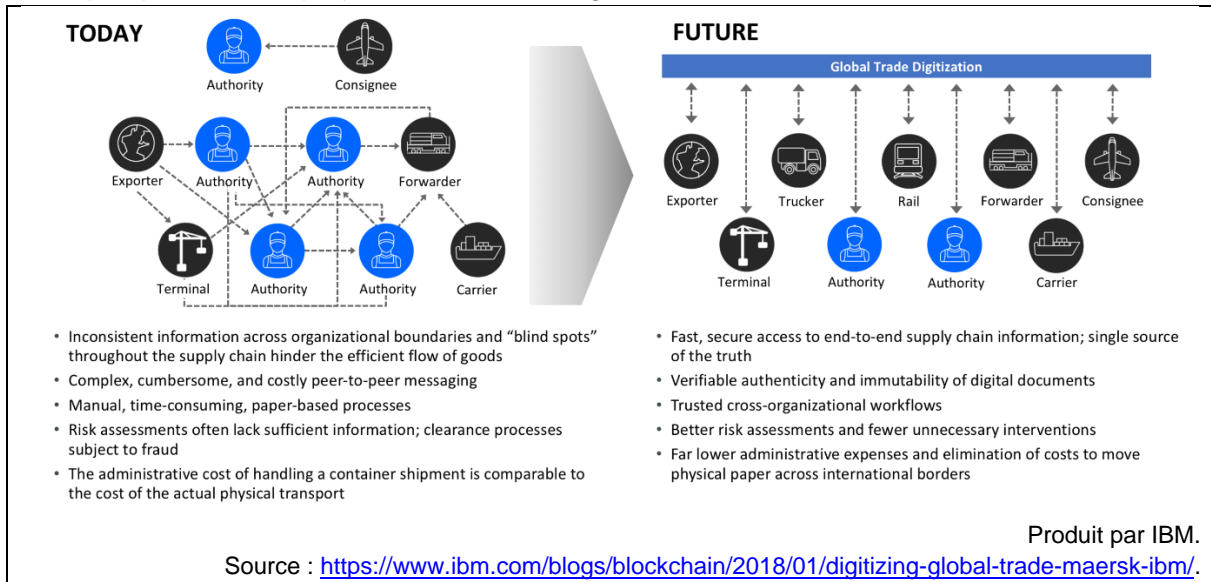 TODAY
Authority
Consignee
Exporter
Authority
Authority
Forwarder
Terminal
Authority
Authority
Carrier
• Inconsistent information across organizational boundaries and “blind spots”
throughout the supply chain hinder the efficient flow of goods
• Complex, cumbersome, and costly peer-to-peer messaging
• Manual, time-consuming, paper-based processes
• Risk assessments often lack sufficient information; clearance processes
subject to fraud
• The administrative cost of handling a container shipment is comparable to
the cost of the actual physical transport
FUTURE
Global Trade Digitization
Exporter
Trucker
Rail
Forwarder
Consignee
Terminal
Authority
Authority
Carrier
• Fast, secure access to end-to-end supply chain information; single source
of the truth
• Verifiable authenticity and immutability of digital documents
• Trusted cross-organizational workflows
• Better risk assessments and fewer unnecessary interventions
• Far lower administrative expenses and elimination of costs to move
physical paper across international borders
Produit par IBM.
Source : https://www.ibm.com/blogs/blockchain/2018/01/digitizing-global-trade-maersk-ibm/.